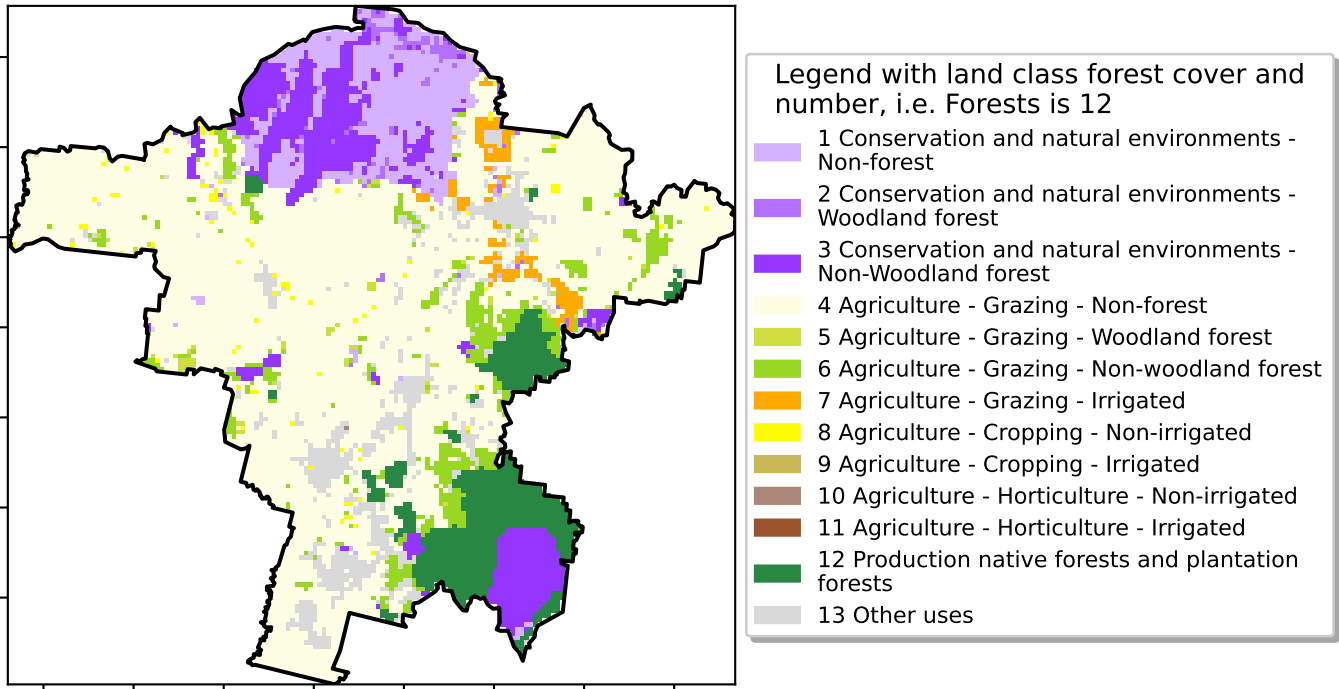 Legend with land class forest cover and
number, i.e. Forests is 12
1 Conservation and natural environments -
Non-forest
2 Conservation and natural environments -
Woodland forest
3 Conservation and natural environments -
Non-Woodland forest
4 Agriculture - Grazing - Non-forest
5 Agriculture - Grazing - Woodland forest
6 Agriculture - Grazing - Non-woodland forest
7 Agriculture - Grazing - Irrigated
8 Agriculture - Cropping - Non-irrigated
9 Agriculture - Cropping - Irrigated
10 Agriculture - Horticulture - Non-irrigated
11 Agriculture - Horticulture - Irrigated
12 Production native forests and plantation
forests
13 Other uses